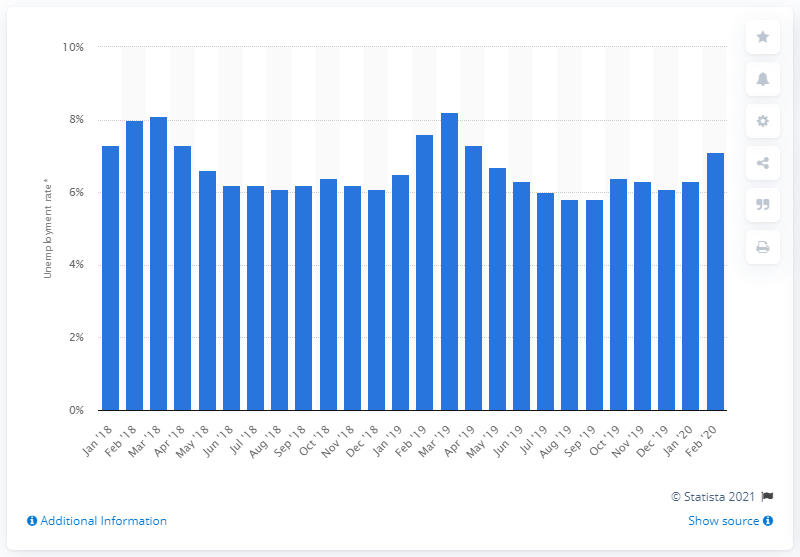 10%
8%
6%
4%
2%
0%
Unemployment rate*
Jan '18
Feb '18
Mar '18
Apr '18
May '18
Jun '18
Jul '18
Aug '18
Sep '18
Oct '18
Nov '18
Dec '18
Jan '19
Feb '19
Mar '19
Apr '19
May '19
Jun '19
Jul '19
Aug '19
Sep '19
Oct '19
Nov '19
Dec '19
Jan '20
Feb '20
© Statista 2021
Additional Information
Show source